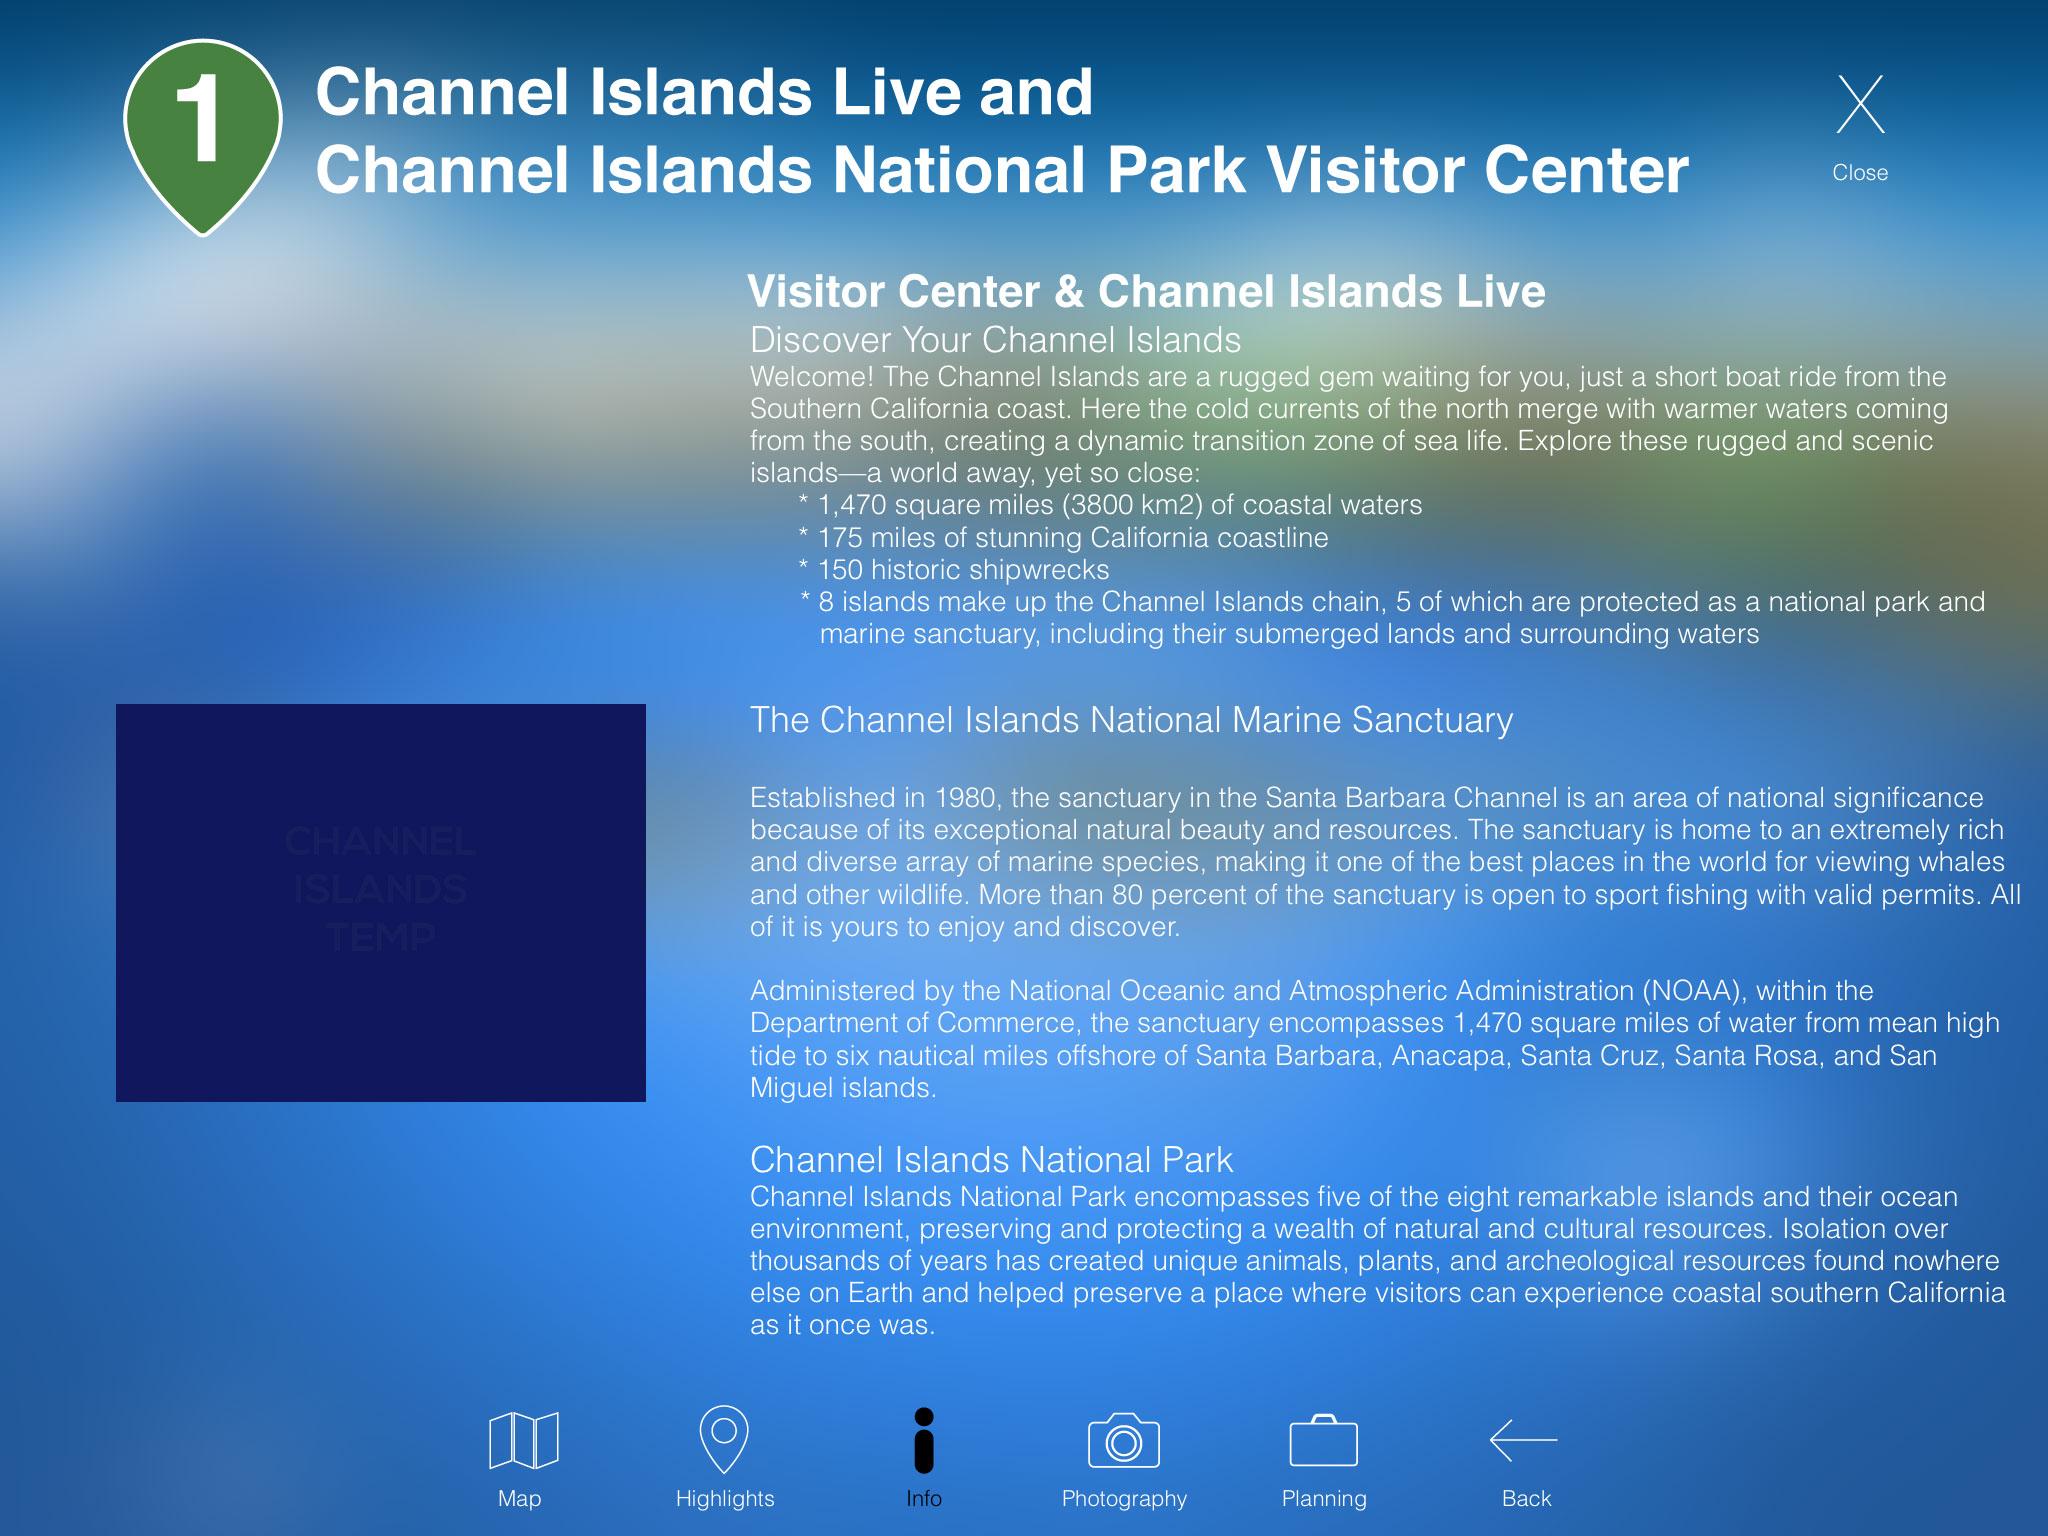 1
Channel Islands Live and
Channel Islands National Park Visitor Center
X
Close
Visitor Center & Channel Islands Live
Discover Your Channel Islands
Welcome! The Channel Islands are a rugged gem waiting for you, just a short boat ride from the
Southern California coast. Here the cold currents of the north merge with warmer waters coming
from the south, creating a dynamic transition zone of sea life. Explore these rugged and scenic
islands—a world away, yet so close:
* 1,470 square miles (3800 km2) of coastal waters
* 175 miles of stunning California coastline
* 150 historic shipwrecks
* 8 islands make up the Channel Islands chain, 5 of which are protected as a national park and
marine sanctuary, including their submerged lands and surrounding waters
CHANNEL
ISLANDS
TEMP
The Channel Islands National Marine Sanctuary
Established in 1980, the sanctuary in the Santa Barbara Channel is an area of national significance
because of its exceptional natural beauty and resources. The sanctuary is home to an extremely rich
and diverse array of marine species, making it one of the best places in the world for viewing whales
and other wildlife. More than 80 percent of the sanctuary is open to sport fishing with valid permits. All
of it is yours to enjoy and discover.
Administered by the National Oceanic and Atmospheric Administration (NOAA), within the
Department of Commerce, the sanctuary encompasses 1,470 square miles of water from mean high
tide to six nautical miles offshore of Santa Barbara, Anacapa, Santa Cruz, Santa Rosa, and San
Miguel islands.
Channel Islands National Park
Channel Islands National Park encompasses five of the eight remarkable islands and their ocean
environment, preserving and protecting a wealth of natural and cultural resources. Isolation over
thousands of years has created unique animals, plants, and archeological resources found nowhere
else on Earth and helped preserve a place where visitors can experience coastal southern California
as it once was.
Map
Highlights
Info
Photography
Planning
Back